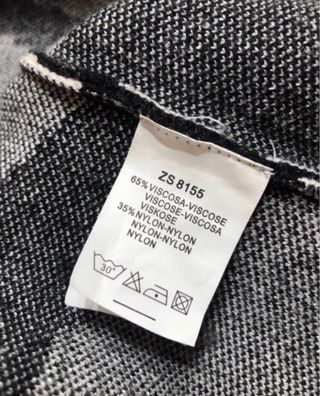 ZS 8155
65% VISCOSA-VISCOSE
VISCOSE-VISCOSA
VISKOSE
35% NYLON-NYLON
NYLON-NYLON
NYLON
30°